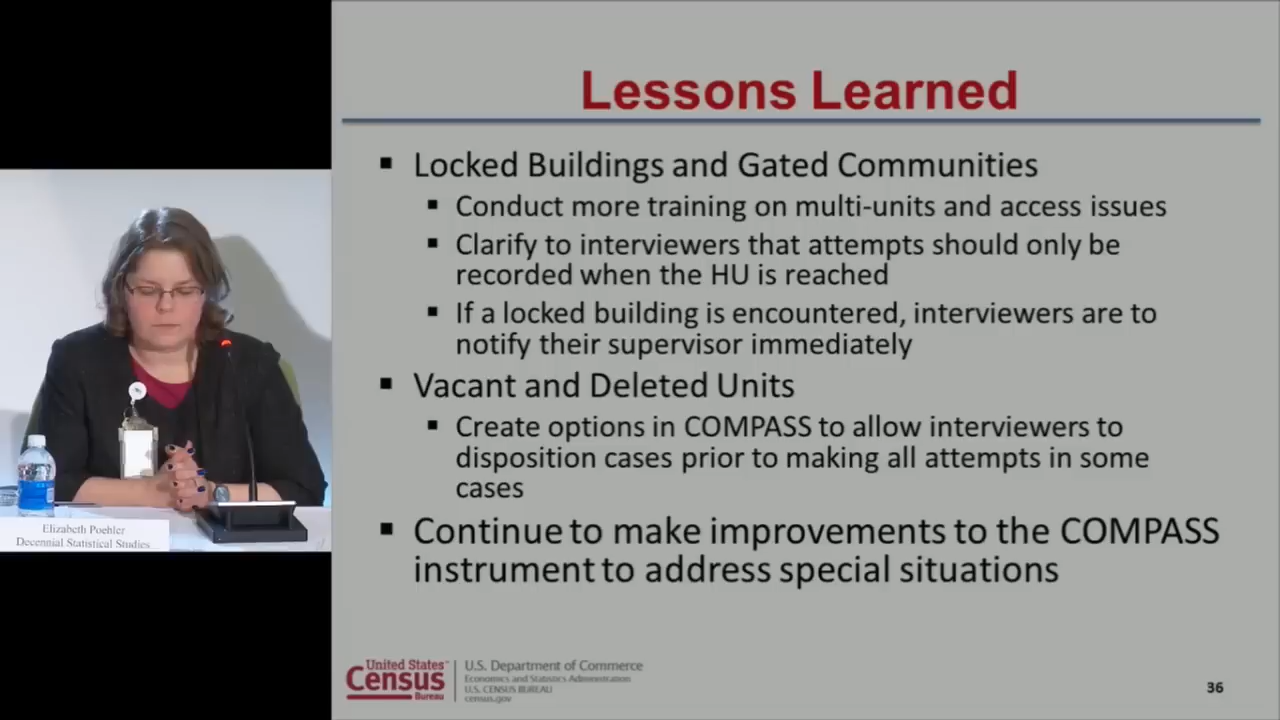 Lessons Learned
Locked Buildings and Gated Communities
Conduct more training on multi-units and access issues
Clarify to interviewers that attempts should only be
recorded when the HU is reached
If a locked building is encountered, interviewers are to
notify their supervisor immediately
Vacant and Deleted Units
Create options in COMPASS to allow interviewers to
disposition cases prior to making all attempts in some
cases
Continue to make improvements to the COMPASS
instrument to address special situations
Elizabeth Poehler
Decennial Statistical Studies
United States
Census
Bureau
U.S. Department of Commerce
Economics and Statistics Administration
U.S. CENSUS BUREAU
census.gov
36